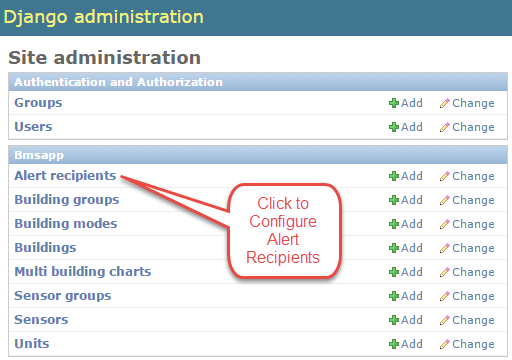 Django administration
Site administration
Authentication and Authorization
Groups Add Change
Users Add Change
Bmsapp
Alert recipients Add Change
Building groups Add Change
Building modes Add Change
Buildings Add Change
Multi building charts Add Change
Sensor groups Add Change
Sensors Add Change
Units Add Change
Click to
Configure
Alert
Recipients